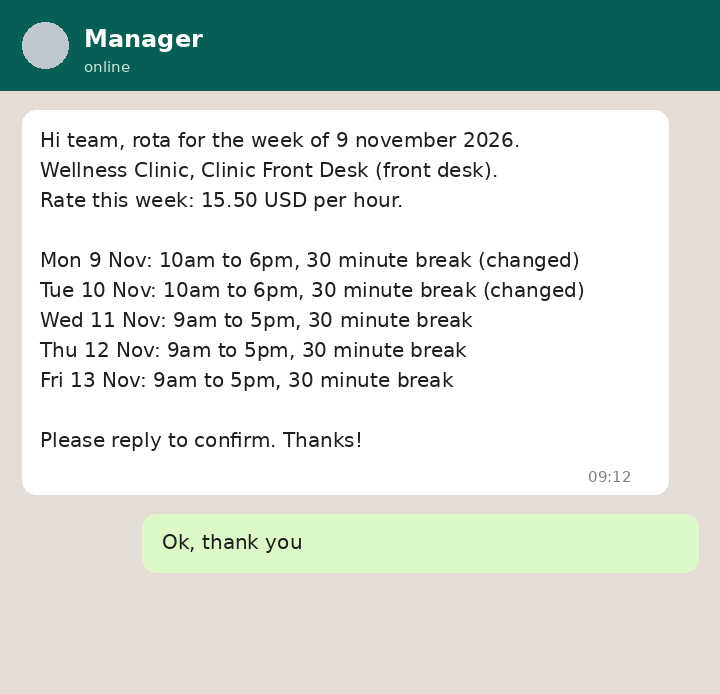 Manager
online
Hi team, rota for the week of 9 november 2026.
Wellness Clinic, Clinic Front Desk (front desk).
Rate this week: 15.50 USD per hour.
Mon 9 Nov: 10am to 6pm, 30 minute break (changed)
Tue 10 Nov: 10am to 6pm, 30 minute break (changed)
Wed 11 Nov: 9am to 5pm, 30 minute break
Thu 12 Nov: 9am to 5pm, 30 minute break
Fri 13 Nov: 9am to 5pm, 30 minute break
Please reply to confirm. Thanks!
09:12
Ok, thank you